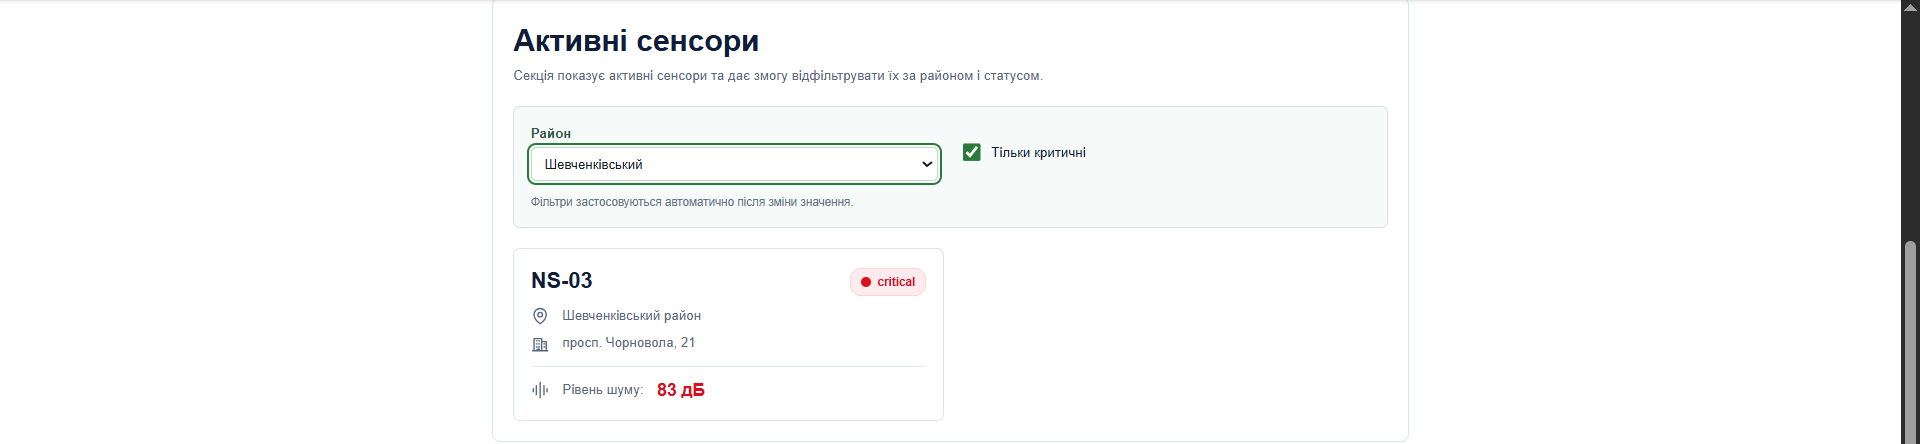 Активні сенсори
Секція показує активні сенсори та дає змогу відфільтрувати їх за районом і статусом.
Район
Шевченківський
Тільки критичні
Фільтри застосовуються автоматично після зміни значення.
NS-03
critical
Шевченківський район
просп. Чорновола, 21
Рівень шуму: 83 дБ